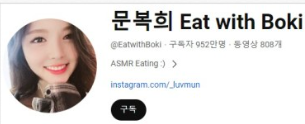 문복희 Eat with Boki
@EatwithBoki · 구독자 952만명 · 동영상 808개
ASMR Eating :) >
instagram.com/_luvmun
구독